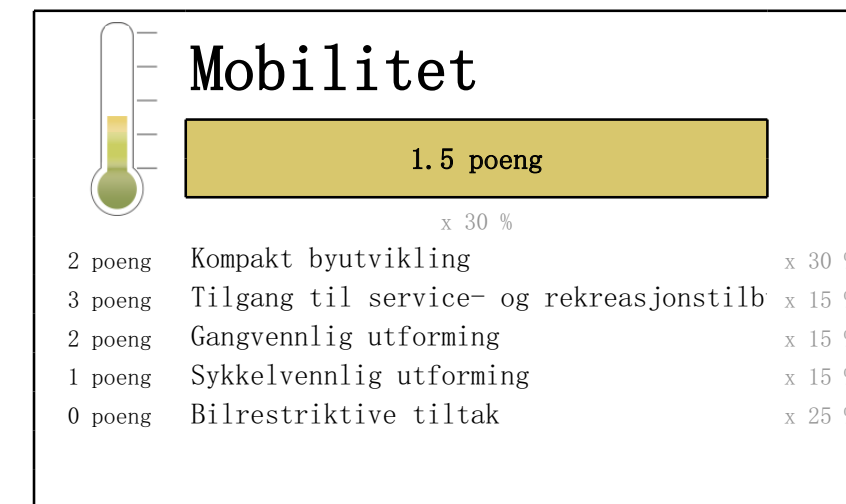 Mobilitet
1.5 poeng
x 30 %
2 poeng Kompakt byutvikling x 30
3 poeng Tilgang til service- og rekreasjonstilb x 15
2 poeng Gangvennlig utforming x 15
1 poeng Sykkelvennlig utforming x 15
0 poeng Bilrestriktive tiltak x 25